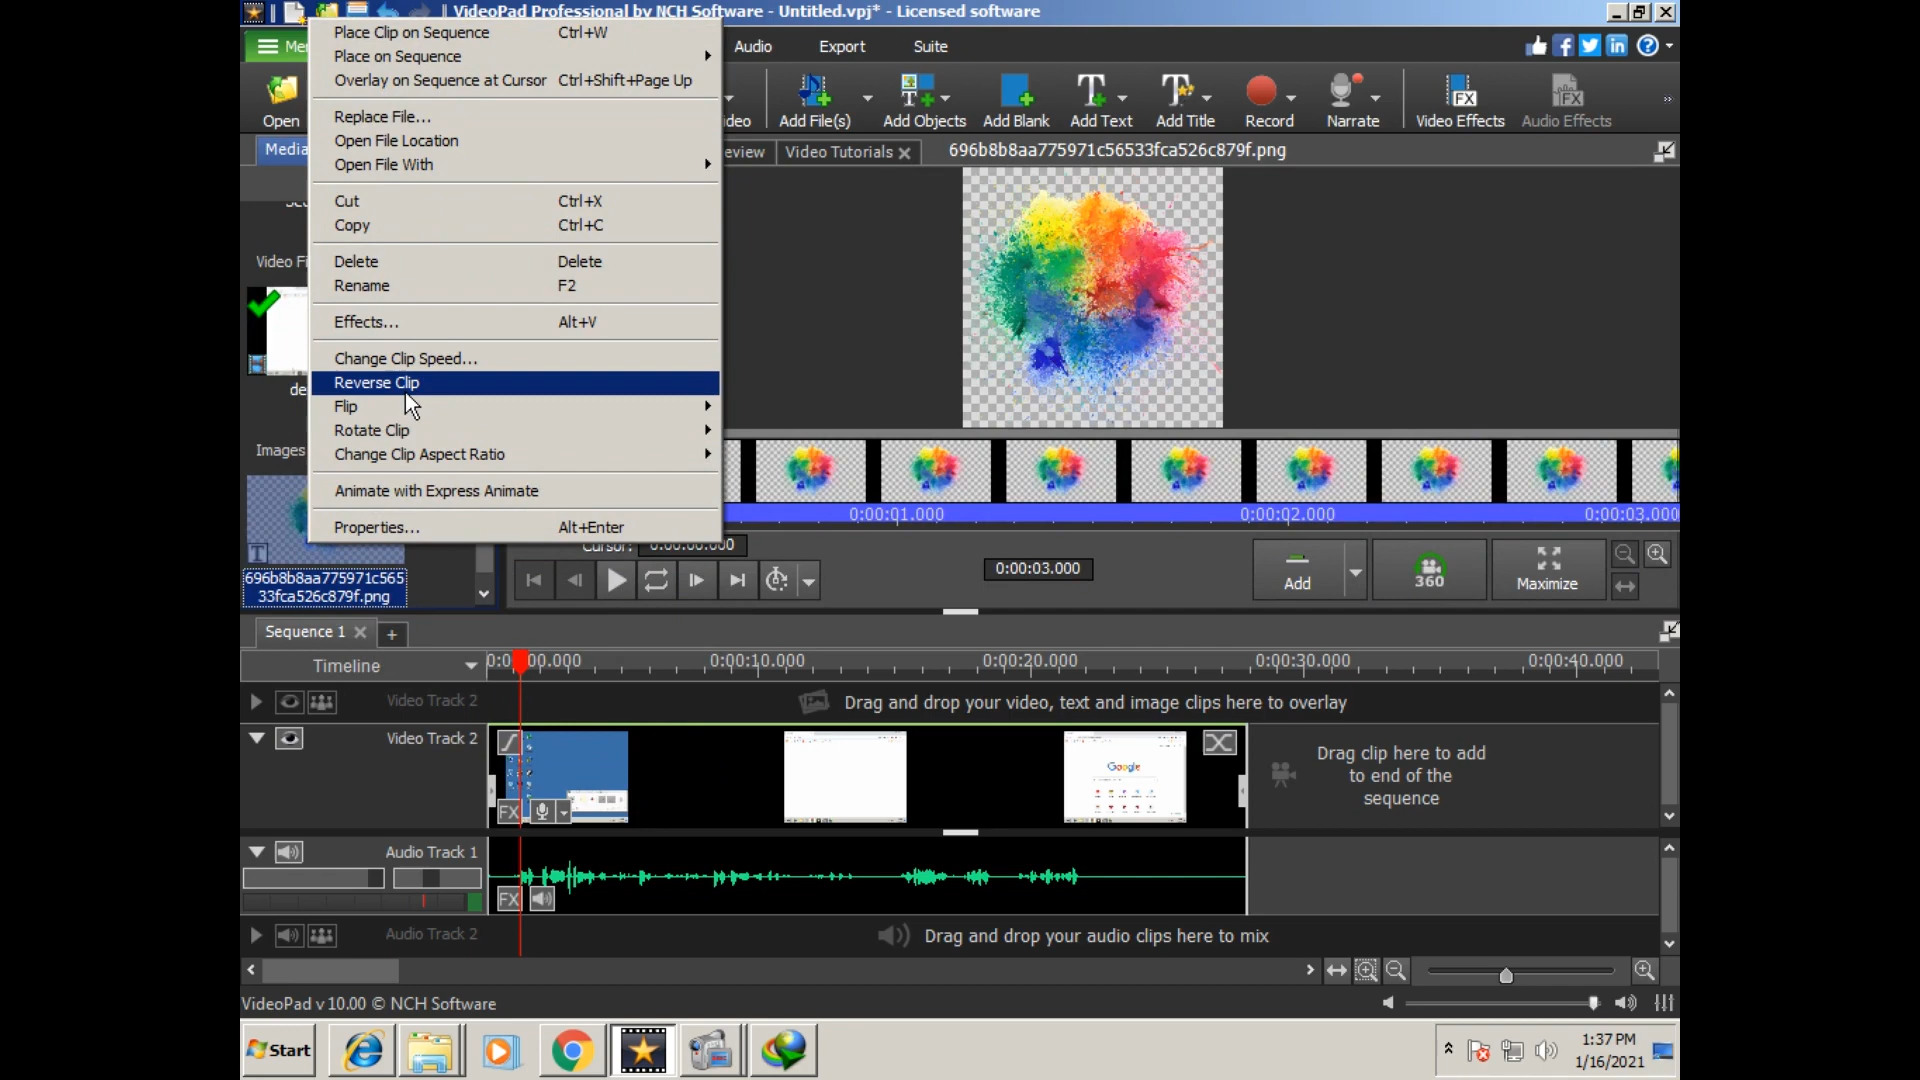 VideoPad Professional by NCH Software - Untitled.vpj* - Licensed software
Audio
Export
Suite
Open
Add File(s)
Add Objects
Add Blank
Add Text
Add Title
Record
Narrate
Video Effects
Audio Effects
Media
Video Tutorials
696b8b8aa775971c56533fca526c879f.png
Place Clip on Sequence Ctrl+W
Place on Sequence
Overlay on Sequence at Cursor Ctrl+Shift+Page Up
Replace File...
Open File Location
Open File With
Cut Ctrl+X
Copy Ctrl+C
Delete Delete
Rename F2
Effects... Alt+V
Change Clip Speed...
Reverse Clip
Flip
Rotate Clip
Change Clip Aspect Ratio
Animate with Express Animate
Properties... Alt+Enter
Images
696b8b8aa775971c565
33fca526c879f.png
0:00:01.000
0:00:02.000
0:00:03.000
Cursor: 0:00:00.000
0:00:03.000
Add
360
Maximize
Sequence 1
Timeline
0:00:10.000
0:00:20.000
0:00:30.000
0:00:40.000
Video Track 2
Drag and drop your video, text and image clips here to overlay
Video Track 2
FX
Google
Drag clip here to add
to end of the
sequence
Audio Track 1
FX
Audio Track 2
Drag and drop your audio clips here to mix
VideoPad v 10.00 © NCH Software
Start
1:37 PM
1/16/2021